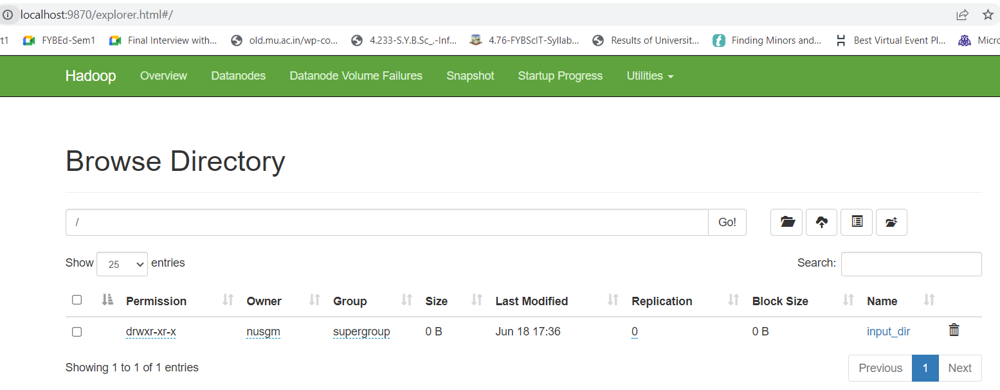 localhost:9870/explorer.html#/
rt1 FYBEd-Sem1 Final Interview with... old.mu.ac.in/wp-co... 4.233-S.Y.B.Sc_.-Inf... 4.76-FYBScIT-Syllab... Results of Universit... Finding Minors and... Best Virtual Event Pl... Micro
Hadoop Overview Datanodes Datanode Volume Failures Snapshot Startup Progress Utilities
Browse Directory
/ Go!
Show 25 entries Search:
Permission Owner Group Size Last Modified Replication Block Size Name
drwxr-xr-x nusgm supergroup 0 B Jun 18 17:36 0 0 B input_dir
Showing 1 to 1 of 1 entries Previous 1 Next